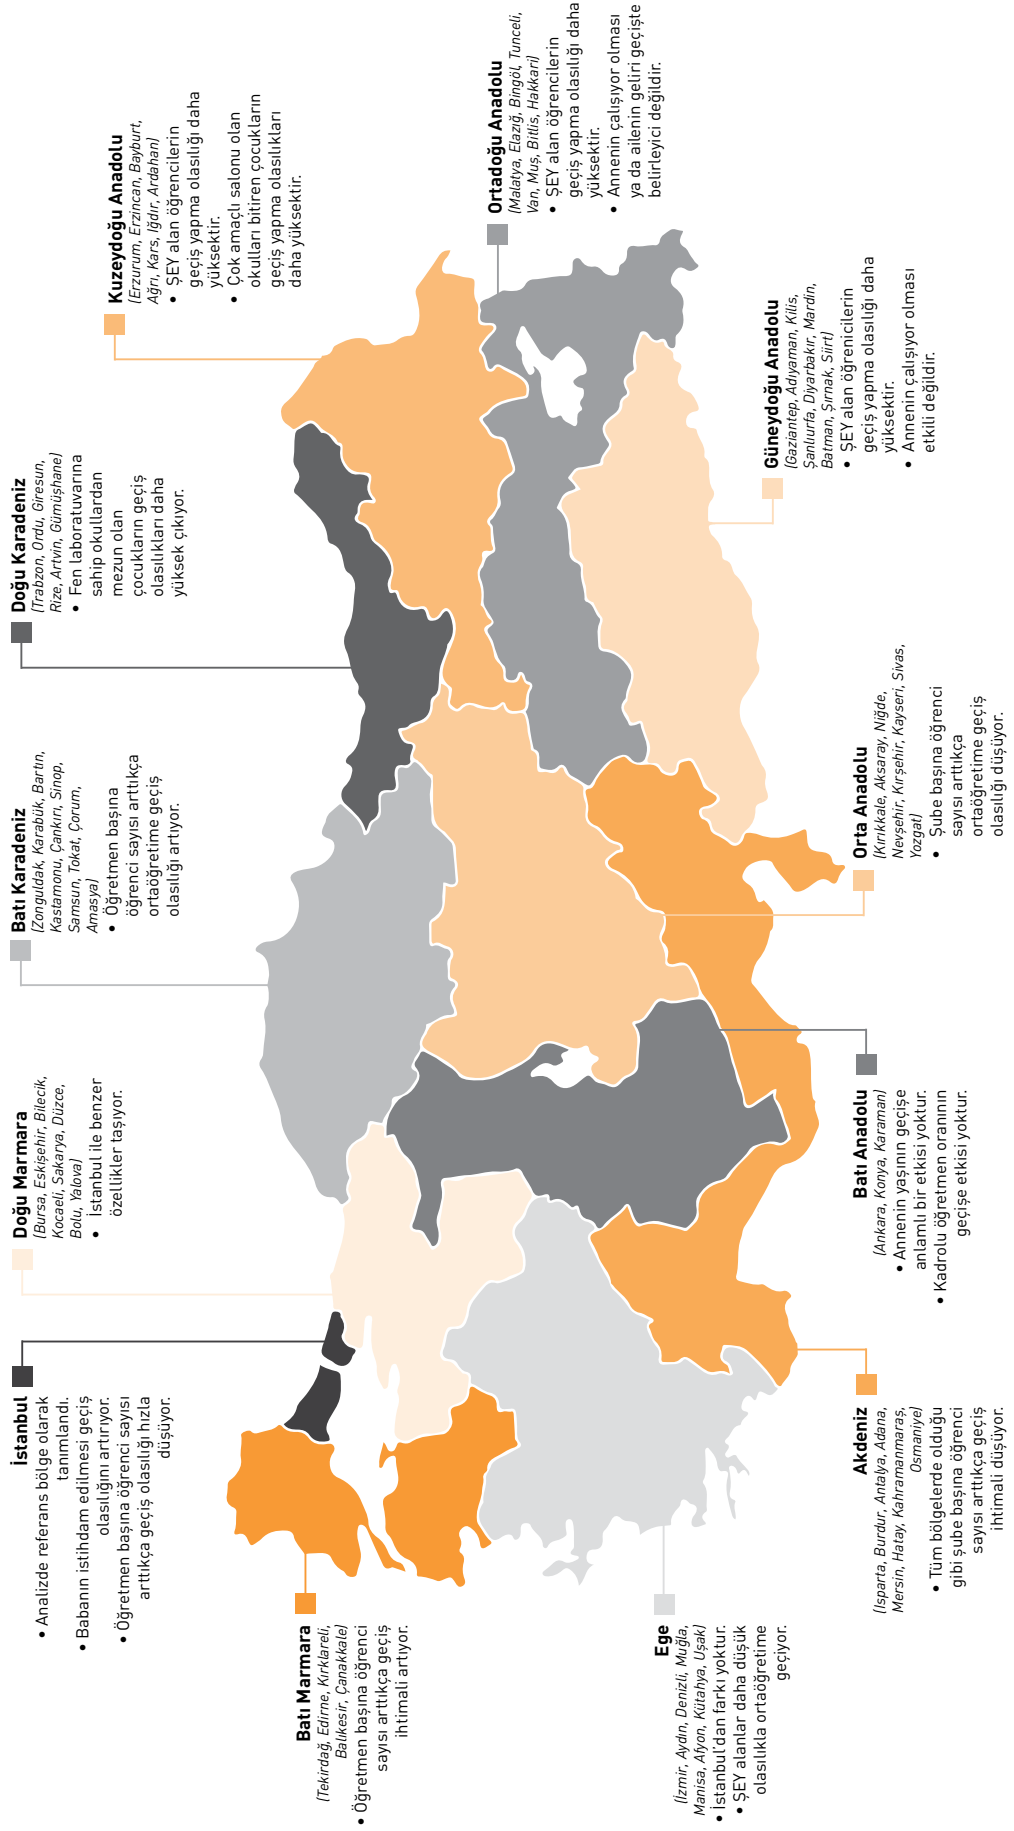 İstanbul
• Analizde referans bölge olarak
tanımlandı.
• Babanın istihdam edilmesi geçiş
olasılığını artırıyor.
• Öğretmen başına öğrenci sayısı
arttıkça geçiş olasılığı hızla
düşüyor.
Doğu Marmara
(Bursa, Eskişehir, Bilecik,
Kocaeli, Sakarya, Düzce,
Bolu, Yalova)
• İstanbul ile benzer
özellikler taşıyor.
Batı Karadeniz
(Zonguldak, Karabük, Bartın,
Kastamonu, Çankırı, Sinop,
Samsun, Tokat, Çorum,
Amasya)
• Öğretmen başına
öğrenci sayısı arttıkça
ortaöğretime geçiş
olasılığı artıyor.
Doğu Karadeniz
(Trabzon, Ordu, Giresun,
Rize, Artvin, Gümüşhane)
• Fen laboratuvarına
sahip okullardan
mezun olan
çocukların geçiş
olasılıkları daha
yüksek çıkıyor.
Kuzeydoğu Anadolu
(Erzurum, Erzincan, Bayburt,
Ağrı, Kars, Iğdır, Ardahan)
• ŞEY alan öğrencilerin
geçiş yapma olasılığı daha
yüksektir.
• Çok amaçlı salonu olan
okulları bitiren çocukların
geçiş yapma olasılıkları
daha yüksektir.
Batı Marmara
(Tekirdağ, Edirne, Kırklareli,
Balıkesir, Çanakkale)
• Öğretmen başına öğrenci
sayısı arttıkça geçiş
ihtimali artıyor.
Ortadoğu Anadolu
(Malatya, Elazığ, Bingöl, Tunceli,
Van, Muş, Bitlis, Hakkari)
• ŞEY alan öğrencilerin
geçiş yapma olasılığı daha
yüksektir.
• Annenin çalışıyor olması
ya da ailenin geliri geçişte
belirleyici değildir.
Ege
(İzmir, Aydın, Denizli, Muğla,
Manisa, Afyon, Kütahya, Uşak)
• İstanbul'dan farkı yoktur.
• ŞEY alanlar daha düşük
olasılıkla ortaöğretime
geçiyor.
Güneydoğu Anadolu
(Gaziantep, Adıyaman, Kilis,
Şanlıurfa, Diyarbakır, Mardin,
Batman, Şırnak, Siirt)
• ŞEY alan öğrenicilerin
geçiş yapma olasılığı daha
yüksektir.
• Annenin çalışıyor olması
etkili değildir.
Akdeniz
(Isparta, Burdur, Antalya, Adana,
Mersin, Hatay, Kahramanmaraş,
Osmaniye)
• Tüm bölgelerde olduğu
gibi şube başına öğrenci
sayısı arttıkça geçiş
ihtimali düşüyor.
Batı Anadolu
(Ankara, Konya, Karaman)
• Annenin yaşının geçişe
anlamlı bir etkisi yoktur.
• Kadrolu öğretmen oranının
geçişe etkisi yoktur.
Orta Anadolu
(Kırıkkale, Aksaray, Niğde,
Nevşehir, Kırşehir, Kayseri, Sivas,
Yozgat)
• Şube başına öğrenci
sayısı arttıkça
ortaöğretime geçiş
olasılığı düşüyor.